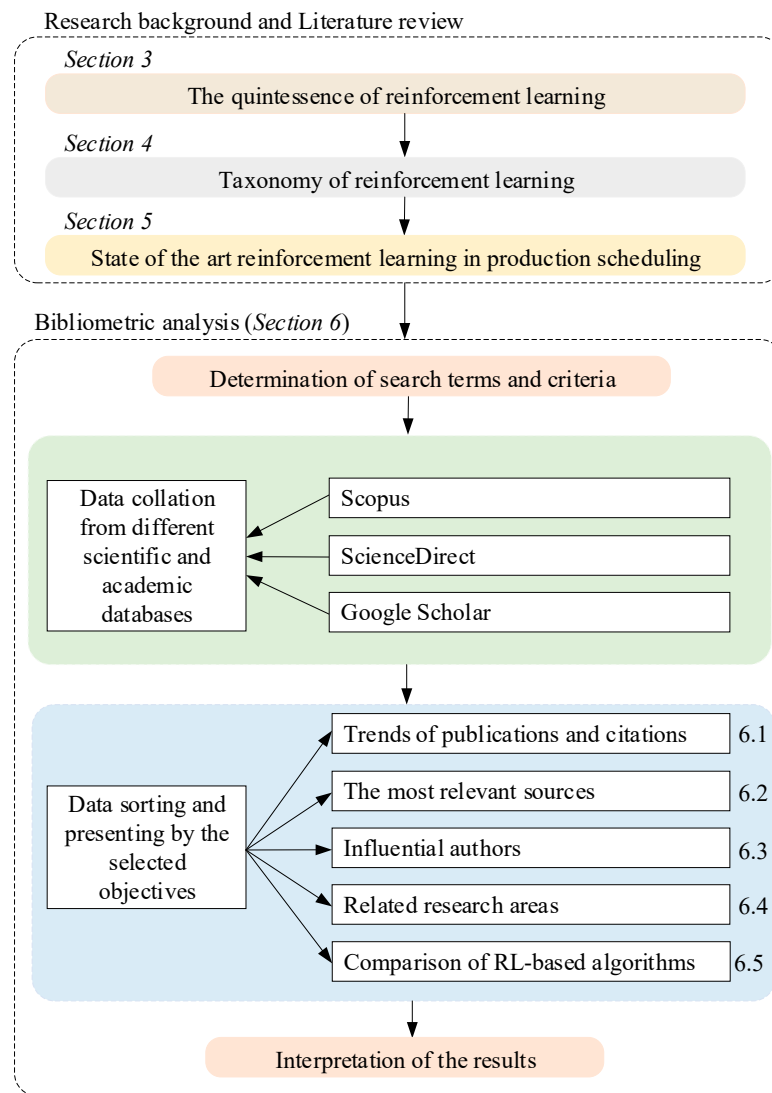 Research background and Literature review
Section 3
The quintessence of reinforcement learning
Section 4
Taxonomy of reinforcement learning
Section 5
State of the art reinforcement learning in production scheduling
Bibliometric analysis (Section 6)
Determination of search terms and criteria
Data collation
from different
scientific and
academic
databases
Scopus
ScienceDirect
Google Scholar
Data sorting and
presenting by the
selected
objectives
Trends of publications and citations 6.1
The most relevant sources 6.2
Influential authors 6.3
Related research areas 6.4
Comparison of RL-based algorithms 6.5
Interpretation of the results